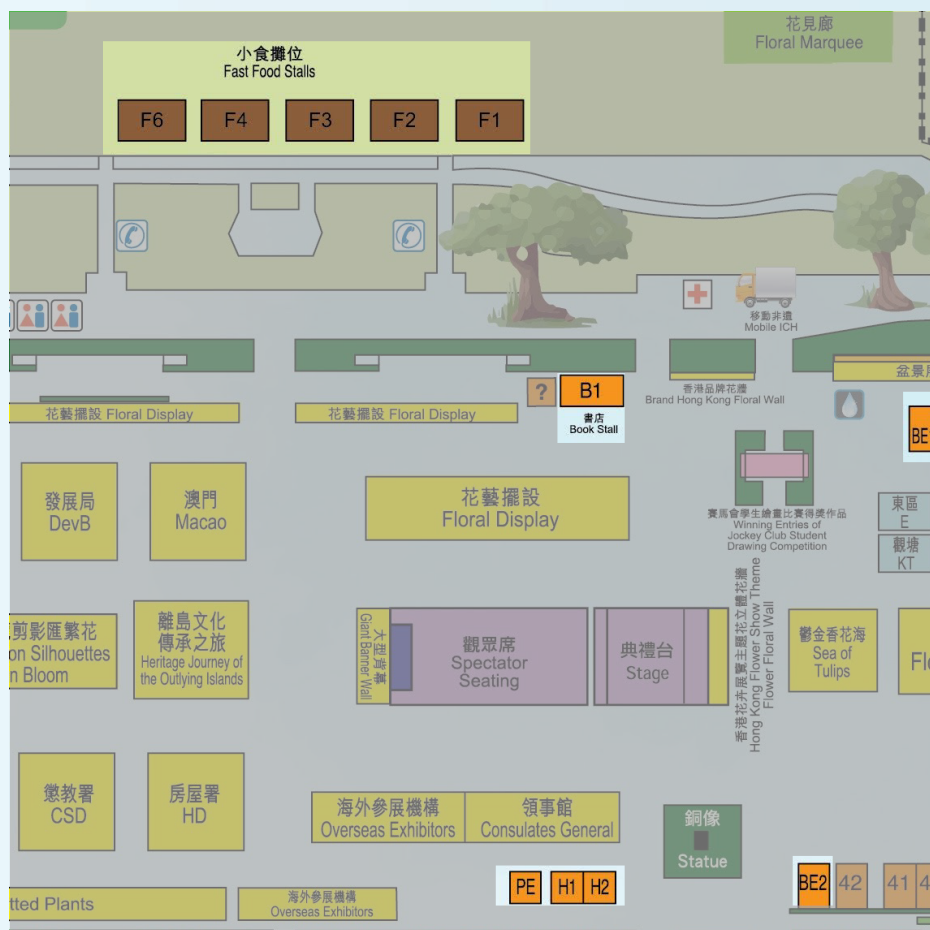 花見廊
Floral Marquee
小食攤位
Fast Food Stalls
F6
F4
F3
F2
F1
移動非遺
Mobile ICH
盆景
?
B1
書店
Book Stall
香港品牌花牆
Brand Hong Kong Floral Wall
花藝擺設 Floral Display
花藝擺設 Floral Display
BE
發展局
DevB
澳門
Macao
花藝擺設
Floral Display
賽馬會學生繪畫比賽得獎作品
Winning Entries of
Jockey Club Student
Drawing Competition
東區
E
觀塘
KT
剪影匯繁花
on Silhouettes
n Bloom
離島文化
傳承之旅
Heritage Journey of
the Outlying Islands
大型背幕
Giant Banner Wall
觀眾席
Spectator
Seating
典禮台
Stage
香港花卉展覽主題花立體花牆
Hong Kong Flower Show Theme
Flower Floral Wall
鬱金香花海
Sea of
Tulips
Flo
懲教署
CSD
房屋署
HD
海外參展機構
Overseas Exhibitors
領事館
Consulates General
銅像
Statue
tted Plants
海外參展機構
Overseas Exhibitors
PE
H1
H2
BE2
42
41
4